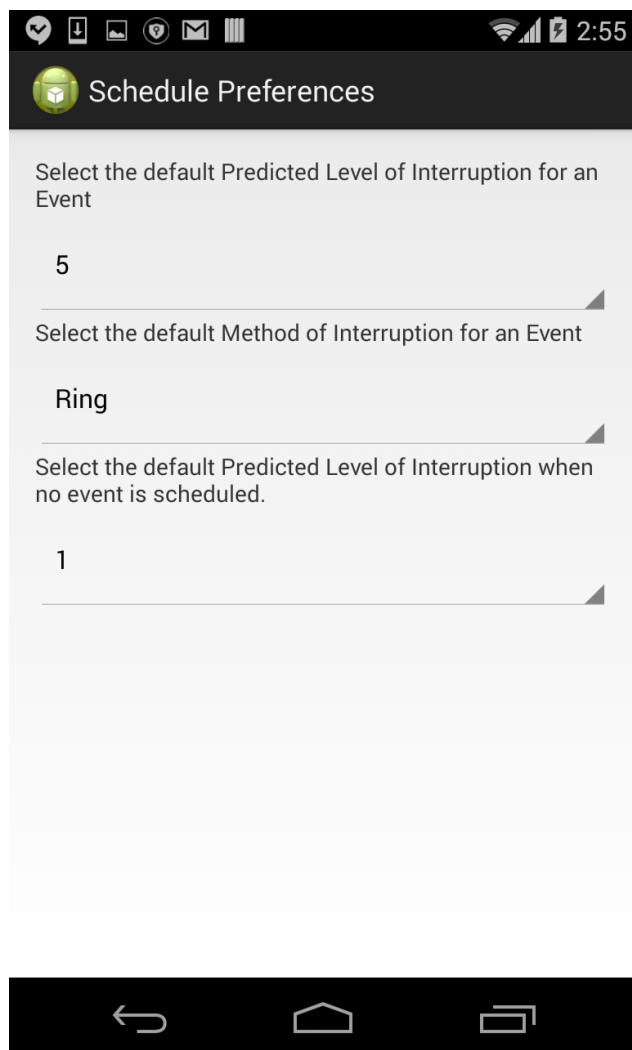 2:55
Schedule Preferences
Select the default Predicted Level of Interruption for an
Event
5
Select the default Method of Interruption for an Event
Ring
Select the default Predicted Level of Interruption when
no event is scheduled.
1